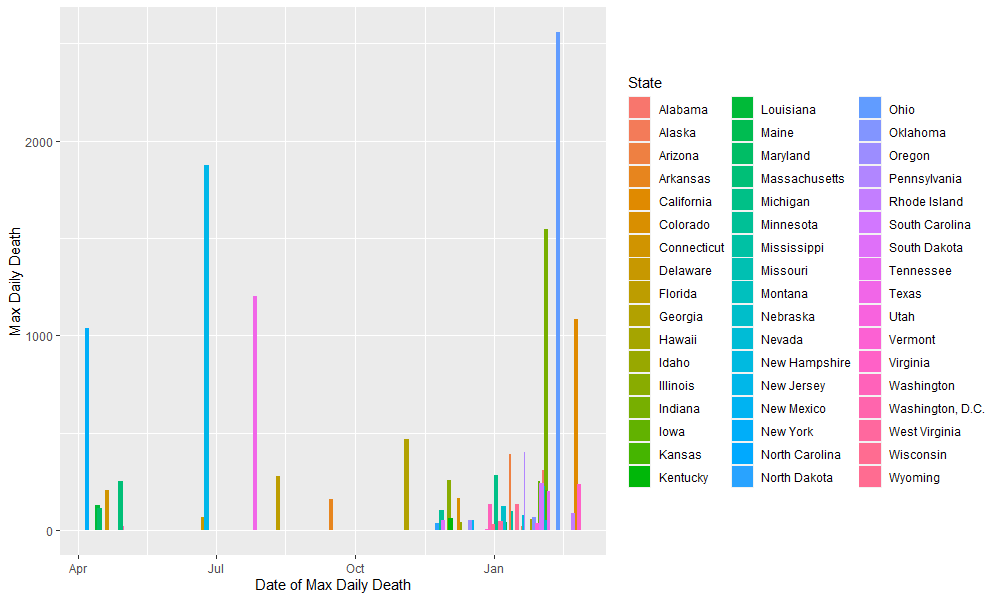 2000
1000
0
Max Daily Death
Apr
Jul
Oct
Jan
Date of Max Daily Death
State
Alabama
Alaska
Arizona
Arkansas
California
Colorado
Connecticut
Delaware
Florida
Georgia
Hawaii
Idaho
Illinois
Indiana
Iowa
Kansas
Kentucky
Louisiana
Maine
Maryland
Massachusetts
Michigan
Minnesota
Mississippi
Missouri
Montana
Nebraska
Nevada
New Hampshire
New Jersey
New Mexico
New York
North Carolina
North Dakota
Ohio
Oklahoma
Oregon
Pennsylvania
Rhode Island
South Carolina
South Dakota
Tennessee
Texas
Utah
Vermont
Virginia
Washington
Washington, D.C.
West Virginia
Wisconsin
Wyoming